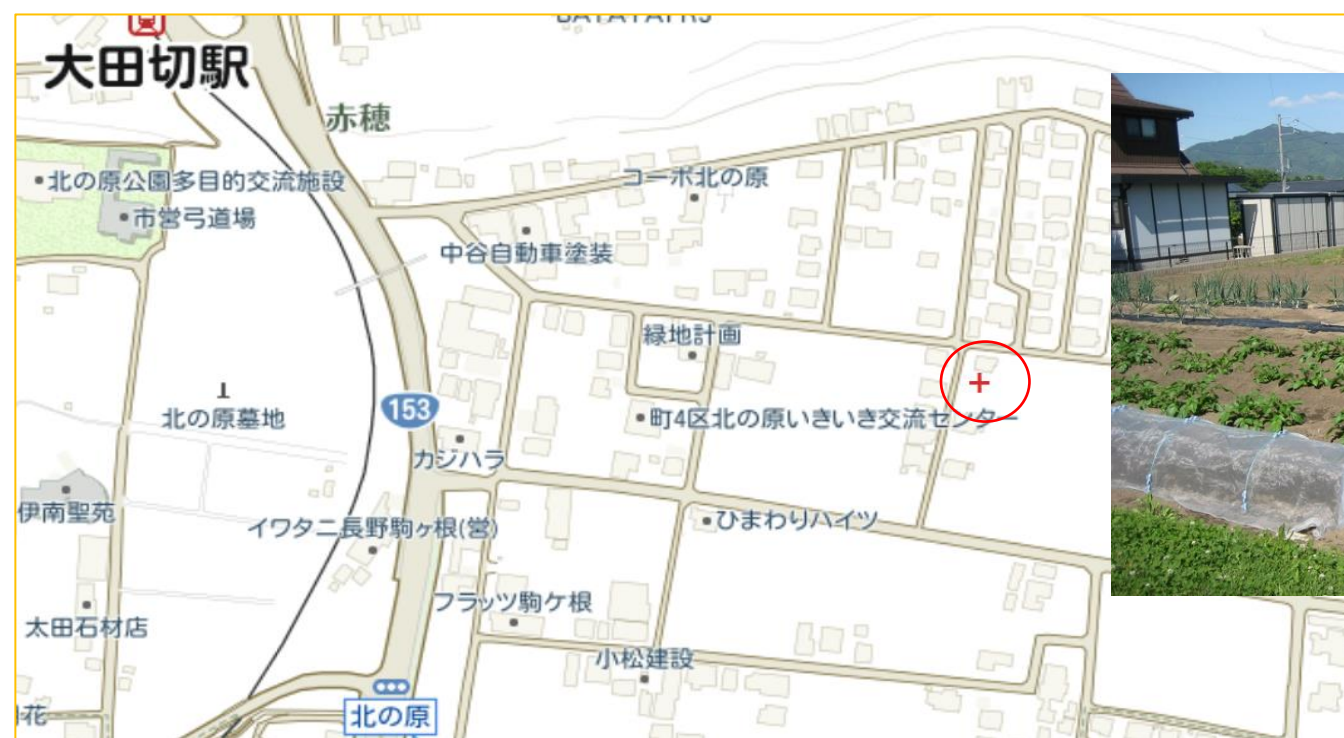 大田切駅
赤穂
北の原公園多目的交流施設
コーポ北の原
市営弓道場
中谷自動車塗装
緑地計画
北の原墓地
153
町4区北の原いきいき交流センター
カジハラ
伊南聖苑
イワタニ長野駒ヶ根(営)
ひまわりハイツ
フラッツ駒ケ根
太田石材店
小松建設
北の原
花